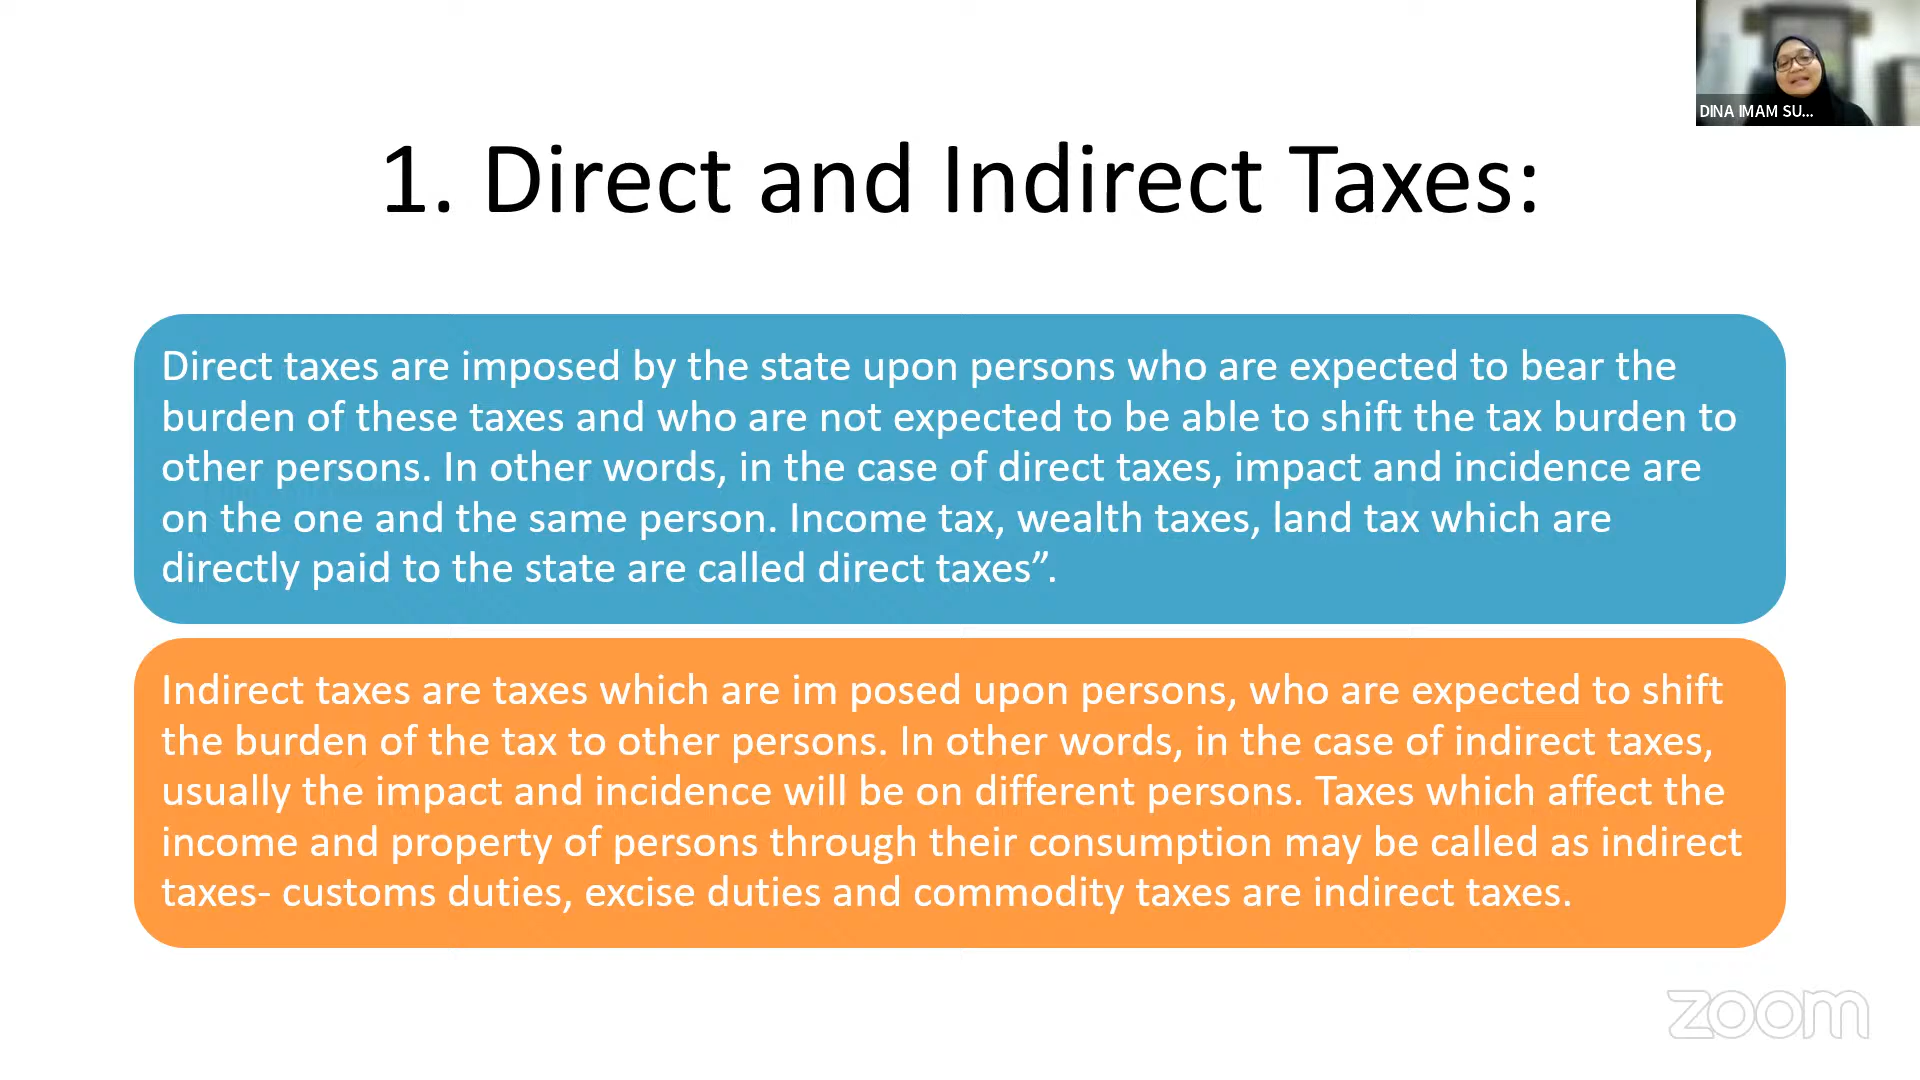 DINA IMAM SU...
1. Direct and Indirect Taxes:
Direct taxes are imposed by the state upon persons who are expected to bear the
burden of these taxes and who are not expected to be able to shift the tax burden to
other persons. In other words, in the case of direct taxes, impact and incidence are
on the one and the same person. Income tax, wealth taxes, land tax which are
directly paid to the state are called direct taxes”.
Indirect taxes are taxes which are im posed upon persons, who are expected to shift
the burden of the tax to other persons. In other words, in the case of indirect taxes,
usually the impact and incidence will be on different persons. Taxes which affect the
income and property of persons through their consumption may be called as indirect
taxes- customs duties, excise duties and commodity taxes are indirect taxes.
zoom